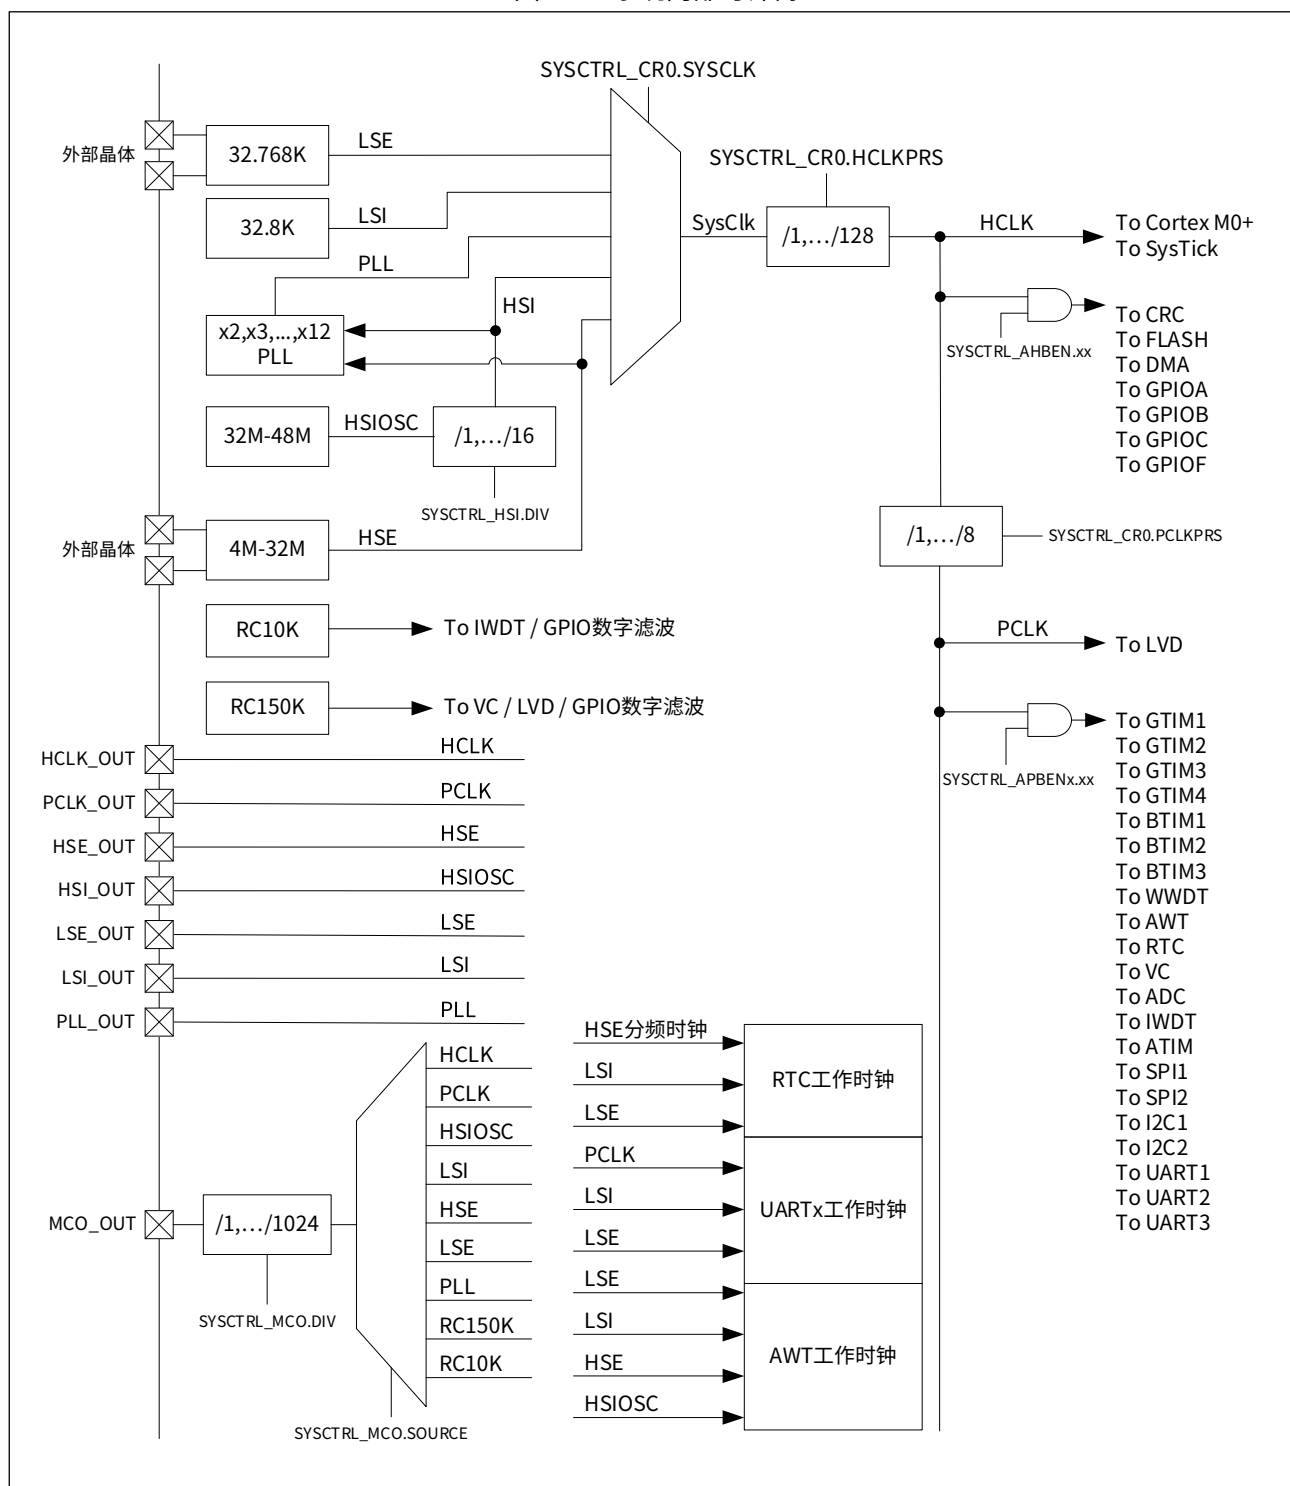 SYSCTRL_CR0.SYSCLK
外部晶体
32.768K
LSE
SYSCTRL_CR0.HCLKPRS
32.8K
LSI
SysClk
/1,.../128
HCLK
To Cortex M0+
To SysTick
PLL
HSI
x2,x3,...,x12
PLL
SYSCTRL_AHBEN.xx
To CRC
To FLASH
To DMA
To GPIOA
To GPIOB
To GPIOC
To GPIOF
32M-48M
HSIOSC
/1,.../16
SYSCTRL_HSI.DIV
外部晶体
4M-32M
HSE
/1,.../8
SYSCTRL_CR0.PCLKPRS
RC10K
To IWDT / GPIO数字滤波
PCLK
To LVD
RC150K
To VC / LVD / GPIO数字滤波
SYSCTRL_APBENx.xx
To GTIM1
To GTIM2
To GTIM3
To GTIM4
To BTIM1
To BTIM2
To BTIM3
To WWDT
To AWT
To RTC
To VC
To ADC
To IWDT
To ATIM
To SPI1
To SPI2
To I2C1
To I2C2
To UART1
To UART2
To UART3
HCLK_OUT
HCLK
PCLK_OUT
PCLK
HSE_OUT
HSE
HSI_OUT
HSIOSC
LSE_OUT
LSE
LSI_OUT
LSI
PLL_OUT
PLL
MCO_OUT
/1,.../1024
SYSCTRL_MCO.DIV
HCLK
PCLK
HSIOSC
LSI
HSE
LSE
PLL
RC150K
RC10K
SYSCTRL_MCO.SOURCE
HSE分频时钟
LSI
LSE
RTC工作时钟
PCLK
LSI
LSE
UARTx工作时钟
LSE
LSI
HSE
HSIOSC
AWT工作时钟